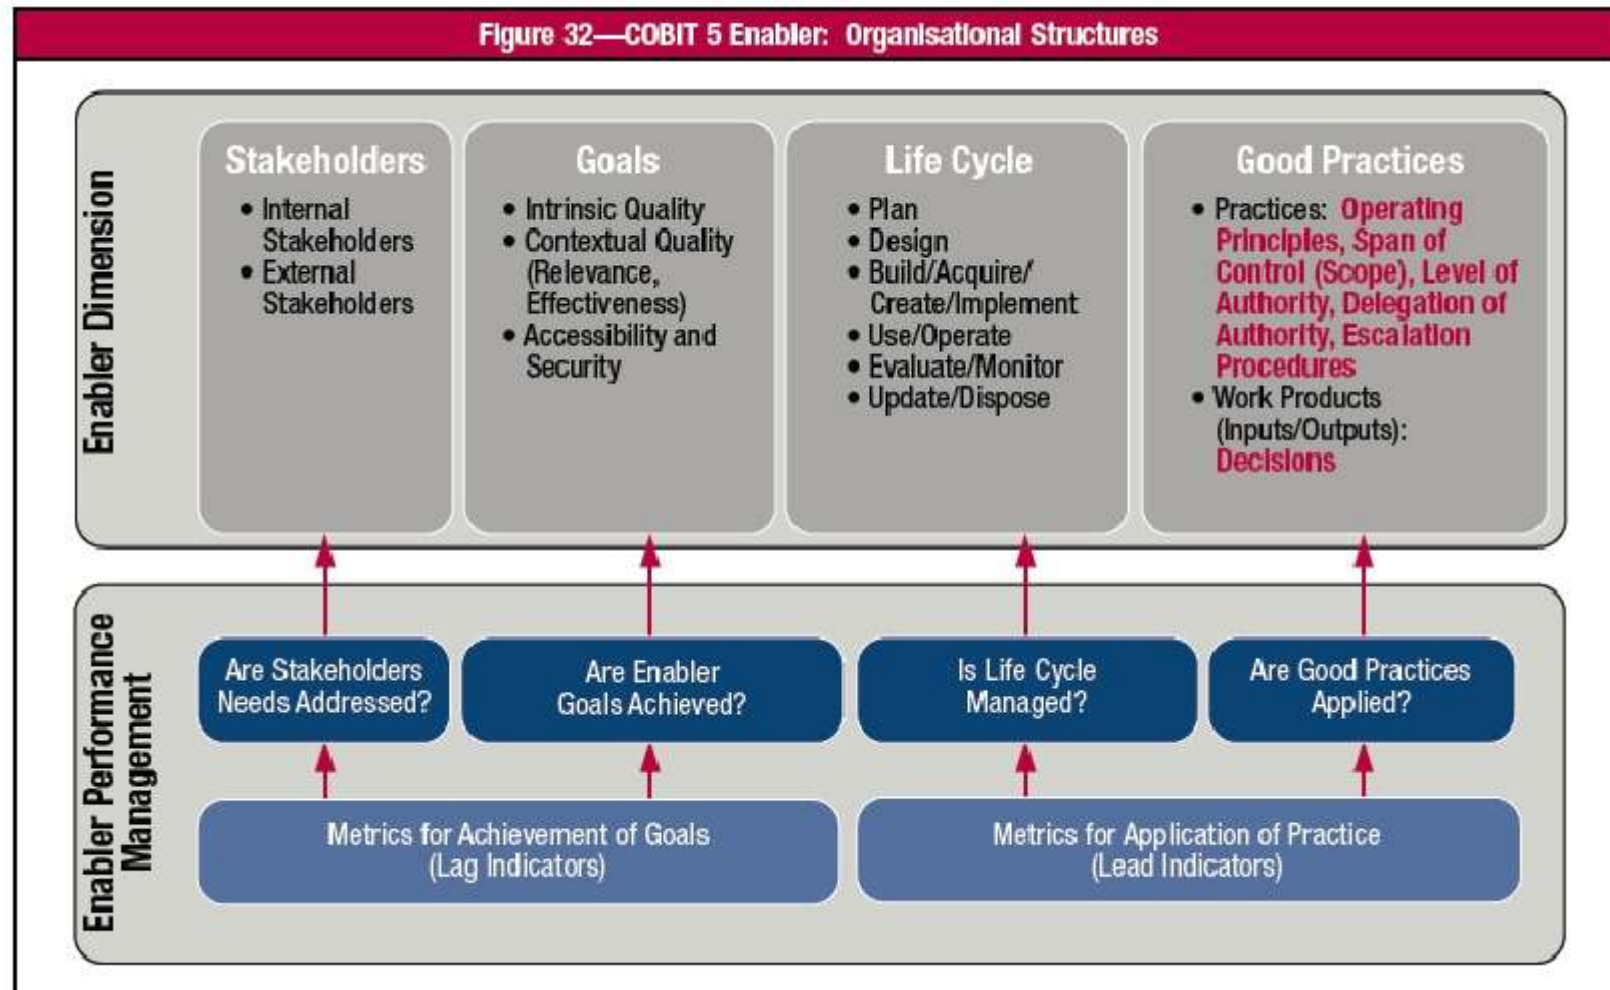 Figure 32—COBIT 5 Enabler: Organisational Structures
Enabler Dimension
Stakeholders
• Internal
Stakeholders
• External
Stakeholders
Goals
• Intrinsic Quality
• Contextual Quality
(Relevance,
Effectiveness)
• Accessibility and
Security
Life Cycle
• Plan
• Design
• Build/Acquire/
Create/Implement
• Use/Operate
• Evaluate/Monitor
• Update/Dispose
Good Practices
• Practices: Operating
Principles, Span of
Control (Scope), Level of
Authority, Delegation of
Authority, Escalation
Procedures
• Work Products
(Inputs/Outputs):
Decisions
Enabler Performance
Management
Are Stakeholders
Needs Addressed?
Are Enabler
Goals Achieved?
Is Life Cycle
Managed?
Are Good Practices
Applied?
Metrics for Achievement of Goals
(Lag Indicators)
Metrics for Application of Practice
(Lead Indicators)